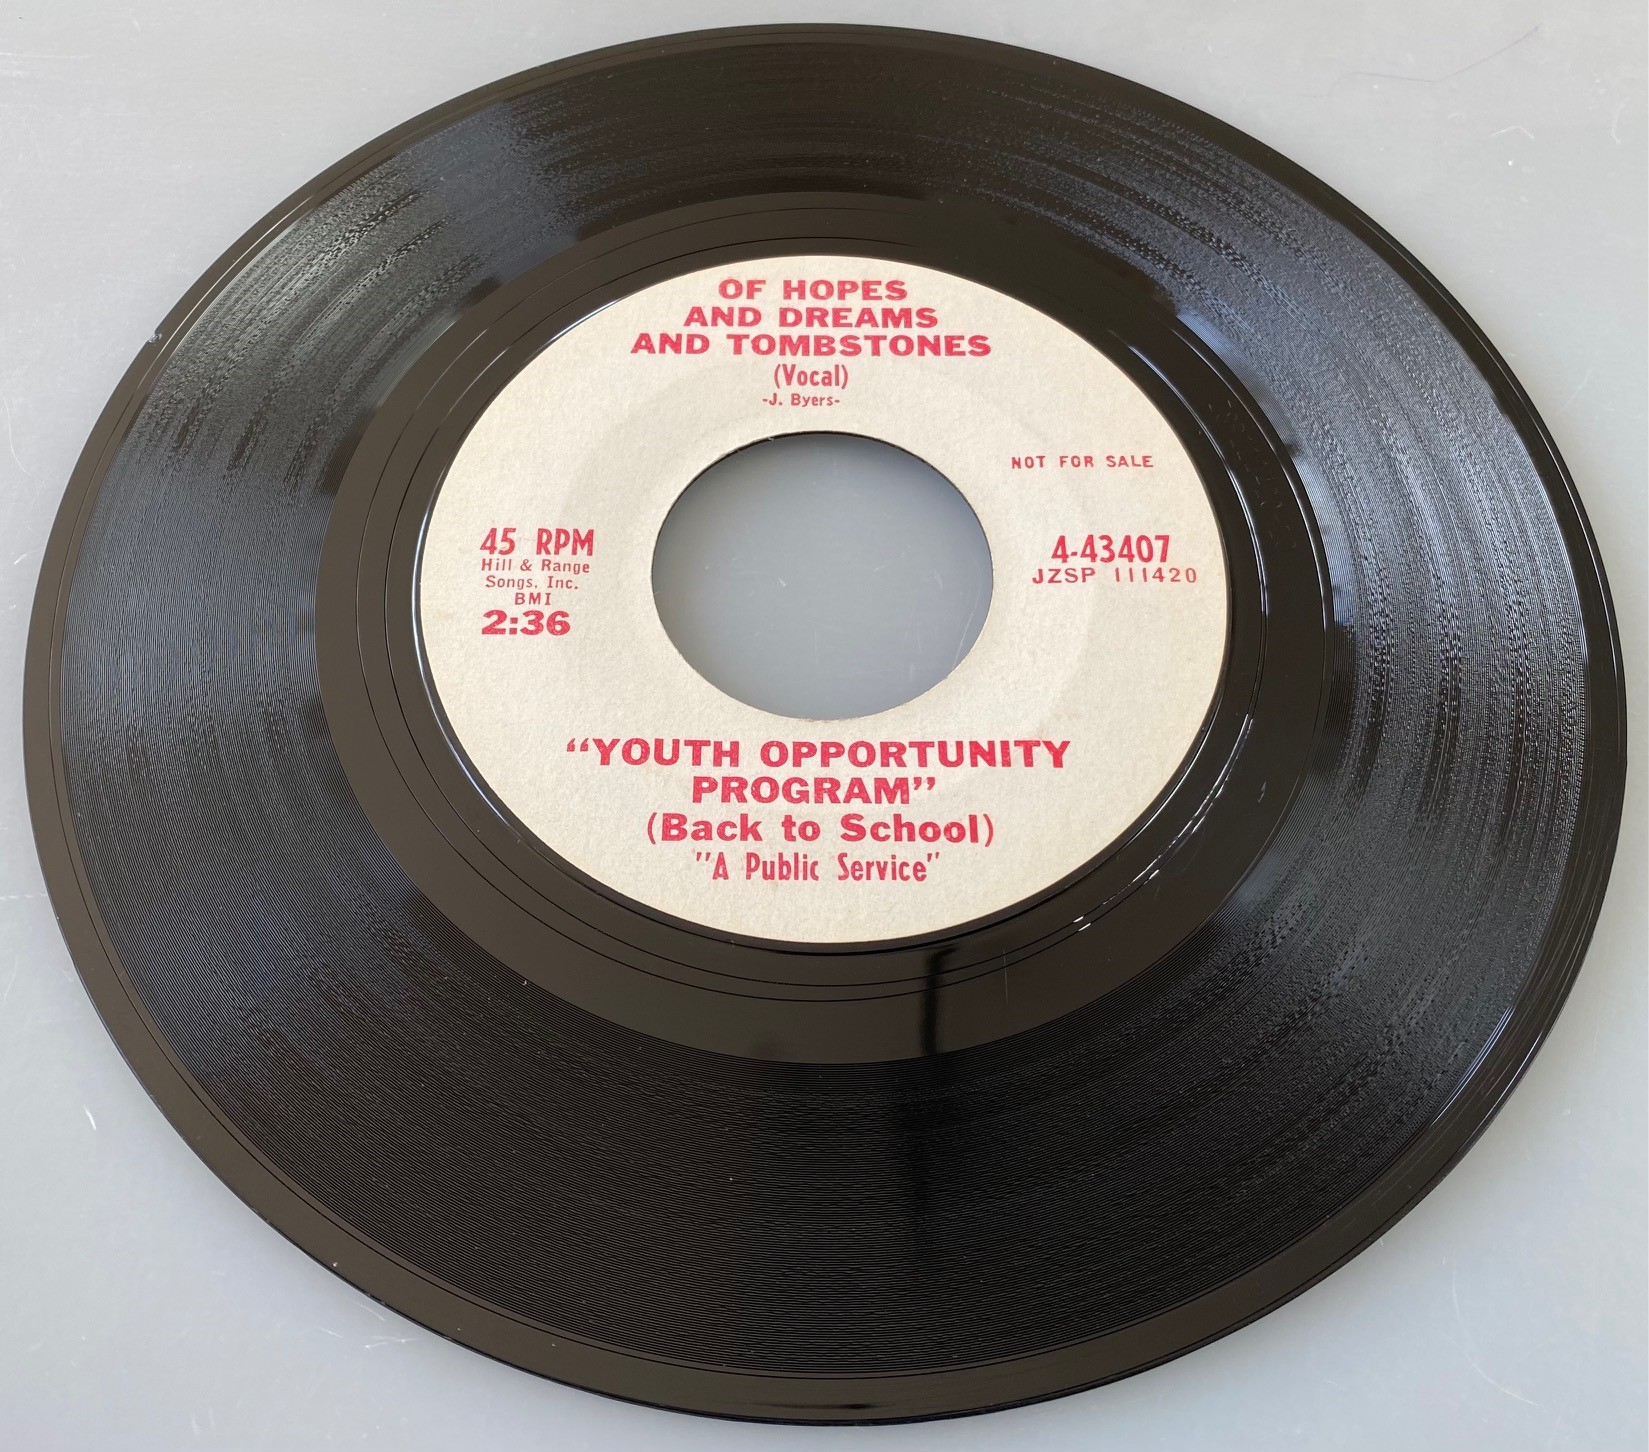 OF HOPES
AND DREAMS
AND TOMBSTONES
(Vocal)
-J. Byers-
NOT FOR SALE
45 RPM
Hill & Range
Songs, Inc.
BMI
2:36
4-43407
JZSP 111420
"YOUTH OPPORTUNITY
PROGRAM"
(Back to School)
"A Public Service"